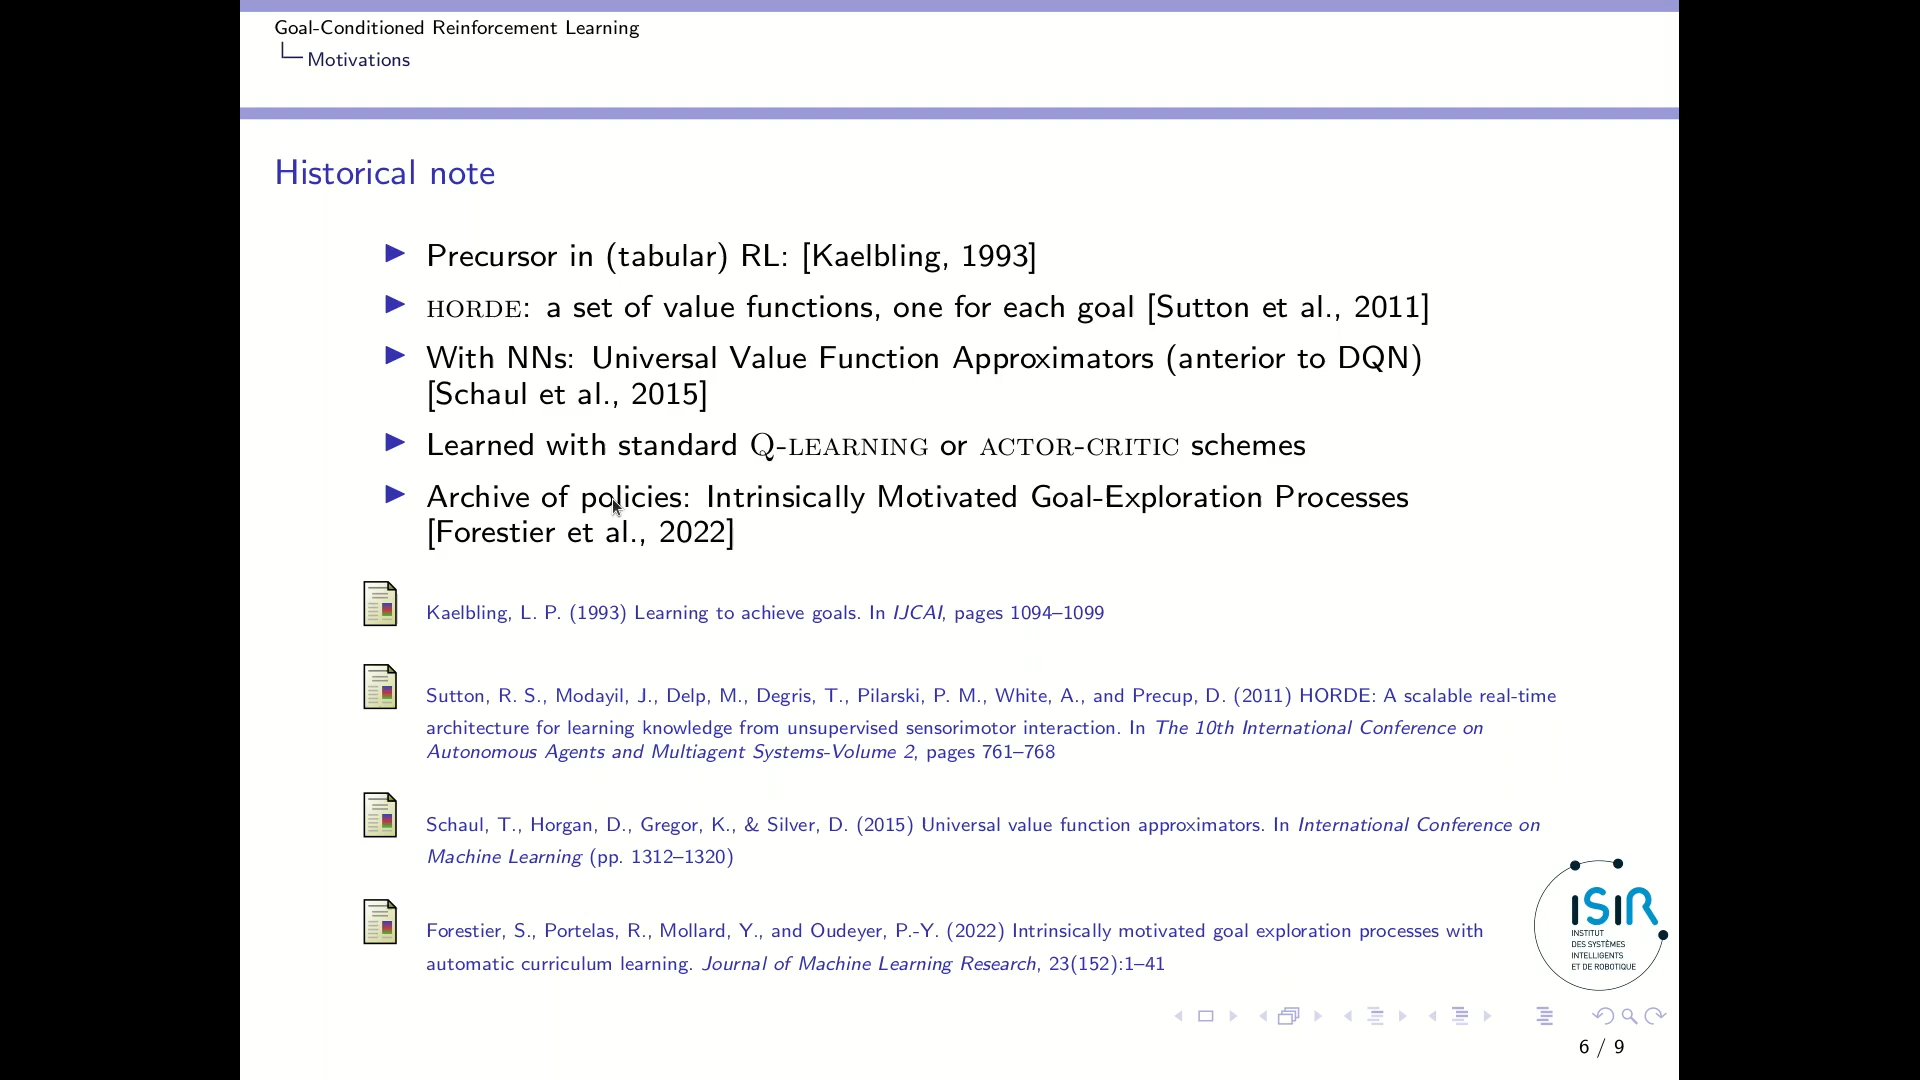 Goal-Conditioned Reinforcement Learning
Motivations
Historical note
Precursor in (tabular) RL: [Kaelbling, 1993]
HORDE: a set of value functions, one for each goal [Sutton et al., 2011]
With NNs: Universal Value Function Approximators (anterior to DQN)
[Schaul et al., 2015]
Learned with standard Q-LEARNING or ACTOR-CRITIC schemes
Archive of policies: Intrinsically Motivated Goal-Exploration Processes
[Forestier et al., 2022]
Kaelbling, L. P. (1993) Learning to achieve goals. In IJCAI, pages 1094–1099
Sutton, R. S., Modayil, J., Delp, M., Degris, T., Pilarski, P. M., White, A., and Precup, D. (2011) HORDE: A scalable real-time
architecture for learning knowledge from unsupervised sensorimotor interaction. In The 10th International Conference on
Autonomous Agents and Multiagent Systems-Volume 2, pages 761–768
Schaul, T., Horgan, D., Gregor, K., & Silver, D. (2015) Universal value function approximators. In International Conference on
Machine Learning (pp. 1312–1320)
Forestier, S., Portelas, R., Mollard, Y., and Oudeyer, P.-Y. (2022) Intrinsically motivated goal exploration processes with
automatic curriculum learning. Journal of Machine Learning Research, 23(152):1–41
ISIR
INSTITUT
DES SYSTÈMES
INTELLIGENTS
ET DE ROBOTIQUE
6 / 9